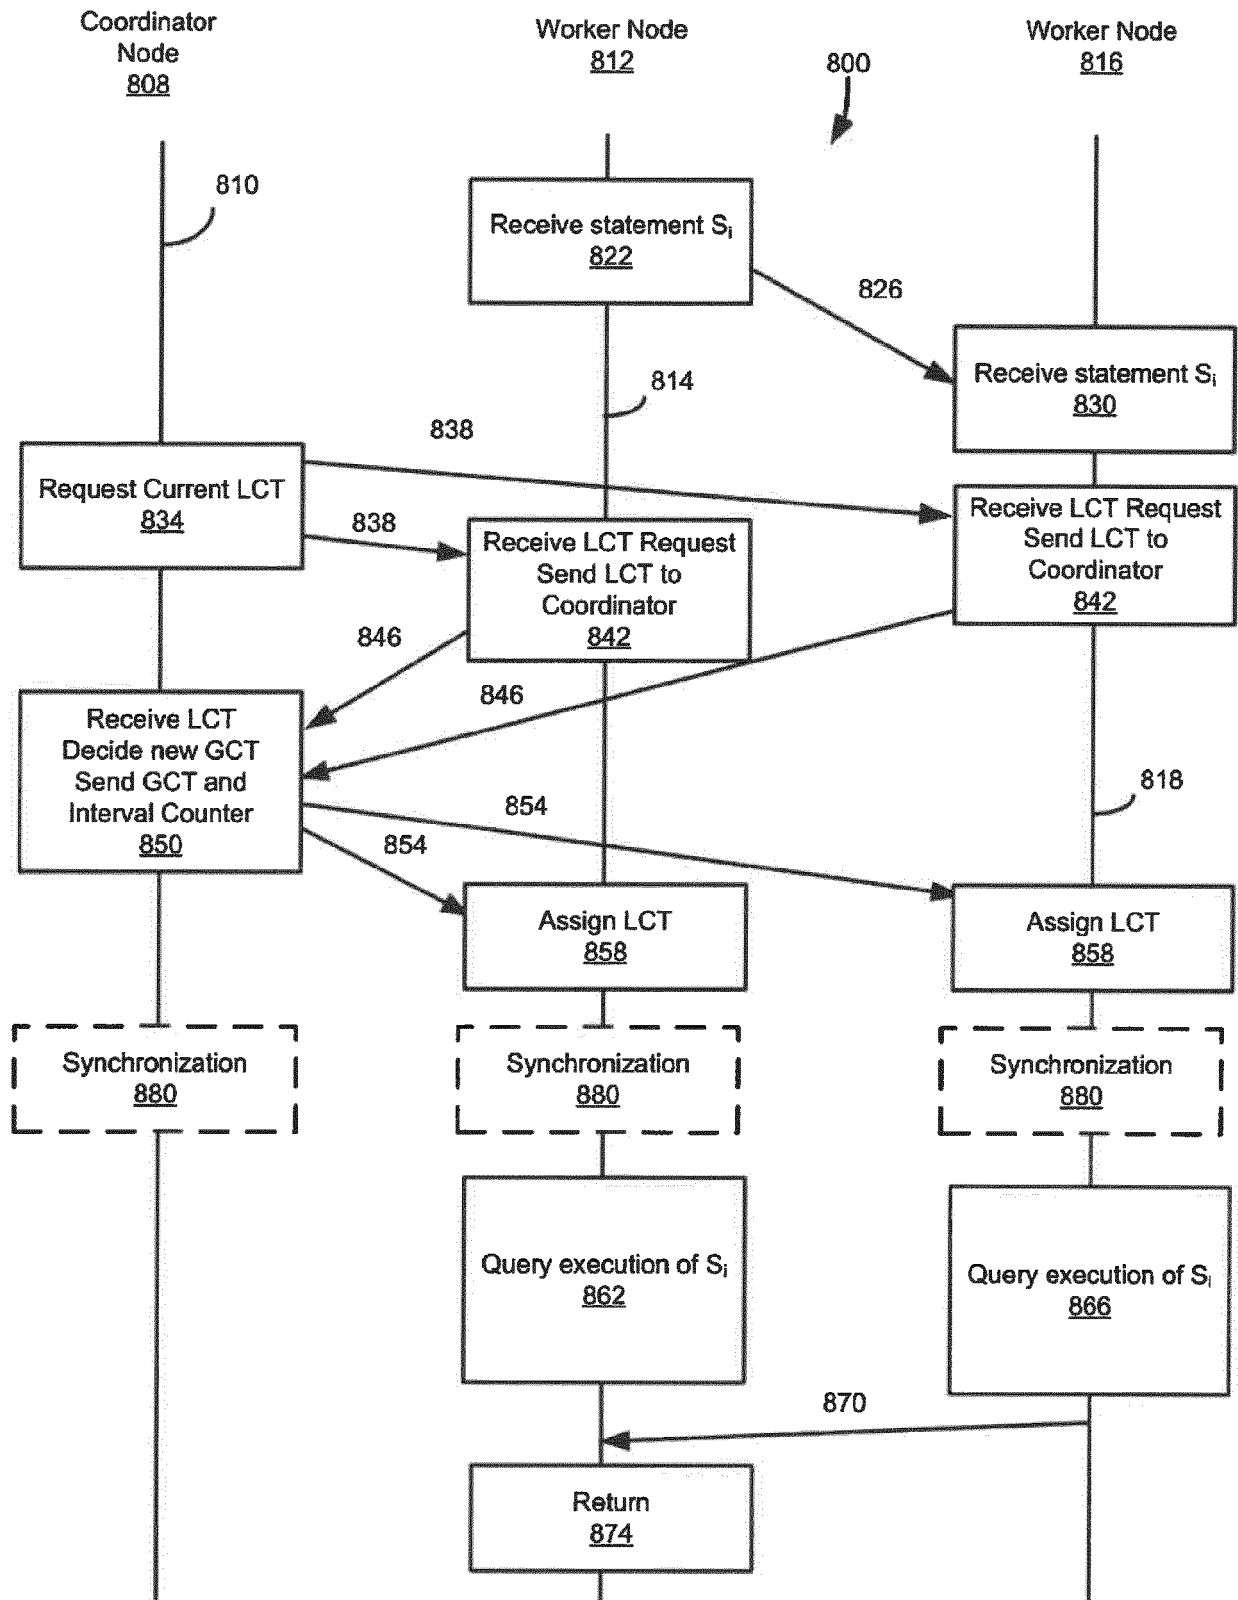 Coordinator
Node
808
Worker Node
812
Worker Node
816
800
810
Receive statement Si
822
826
Receive statement Si
830
814
838
Request Current LCT
834
838
Receive LCT Request
Send LCT to
Coordinator
842
Receive LCT Request
Send LCT to
Coordinator
842
846
846
Receive LCT
Decide new GCT
Send GCT and
Interval Counter
850
818
854
854
Assign LCT
858
Assign LCT
858
Synchronization
880
Synchronization
880
Synchronization
880
Query execution of Si
862
Query execution of Si
866
870
Return
874